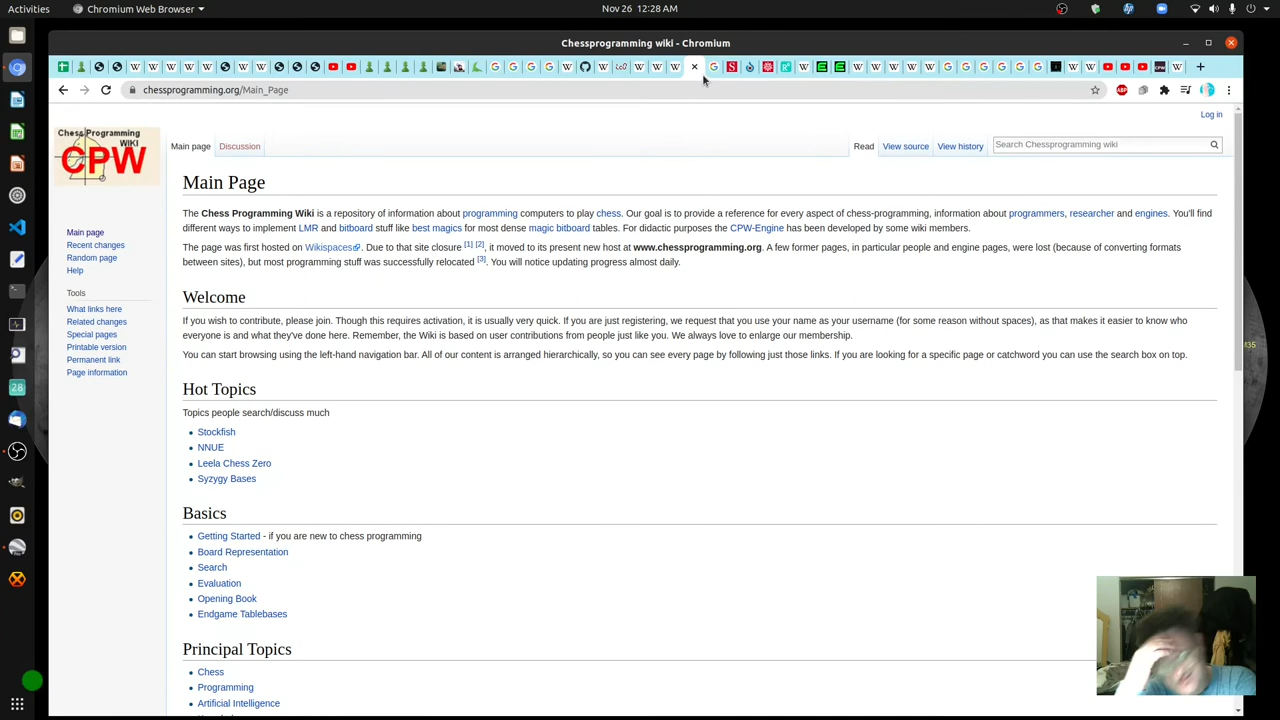 Activities
Chromium Web Browser
Nov 26 12:28 AM
Chessprogramming wiki - Chromium
chessprogramming.org/Main_Page
ABP
Log in
Chess Programming
WIKI
CPW
Main page
Discussion
Read
View source
View history
Search Chessprogramming wiki
Main page
Recent changes
Random page
Help
Tools
What links here
Related changes
Special pages
Printable version
Permanent link
Page information
Main Page
The Chess Programming Wiki is a repository of information about programming computers to play chess. Our goal is to provide a reference for every aspect of chess-programming, information about programmers, researcher and engines. You'll find
different ways to implement LMR and bitboard stuff like best magics for most dense magic bitboard tables. For didactic purposes the CPW-Engine has been developed by some wiki members.
The page was first hosted on Wikispaces. Due to that site closure [1] [2], it moved to its present new host at www.chessprogramming.org. A few former pages, in particular people and engine pages, were lost (because of converting formats
between sites), but most programming stuff was successfully relocated [3]. You will notice updating progress almost daily.
Welcome
If you wish to contribute, please join. Though this requires activation, it is usually very quick. If you are just registering, we request that you use your name as your username (for some reason without spaces), as that makes it easier to know who
everyone is and what they've done here. Remember, the Wiki is based on user contributions from people just like you. We always love to enlarge our membership.
You can start browsing using the left-hand navigation bar. All of our content is arranged hierarchically, so you can see every page by following just those links. If you are looking for a specific page or catchword you can use the search box on top.
Hot Topics
Topics people search/discuss much
Stockfish
NNUE
Leela Chess Zero
Syzygy Bases
Basics
Getting Started - if you are new to chess programming
Board Representation
Search
Evaluation
Opening Book
Endgame Tablebases
Principal Topics
Chess
Programming
Artificial Intelligence
28